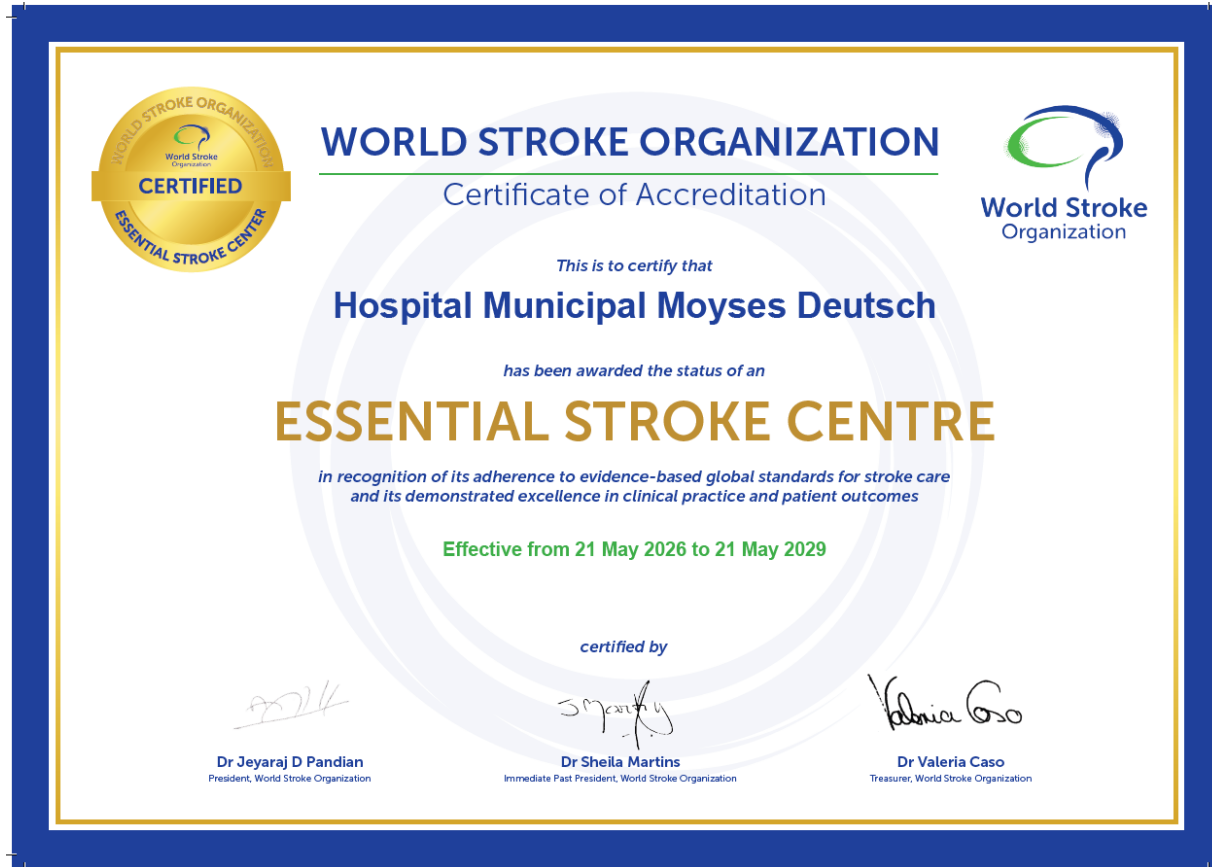 WORLD STROKE ORGANIZATION
World Stroke
Organization
CERTIFIED
ESSENTIAL STROKE CENTER
WORLD STROKE ORGANIZATION
Certificate of Accreditation
World Stroke
Organization
This is to certify that
Hospital Municipal Moyses Deutsch
has been awarded the status of an
ESSENTIAL STROKE CENTRE
in recognition of its adherence to evidence-based global standards for stroke care
and its demonstrated excellence in clinical practice and patient outcomes
Effective from 21 May 2026 to 21 May 2029
certified by
Valeria Caso
Dr Jeyaraj D Pandian
President, World Stroke Organization
Dr Sheila Martins
Immediate Past President, World Stroke Organization
Dr Valeria Caso
Treasurer, World Stroke Organization